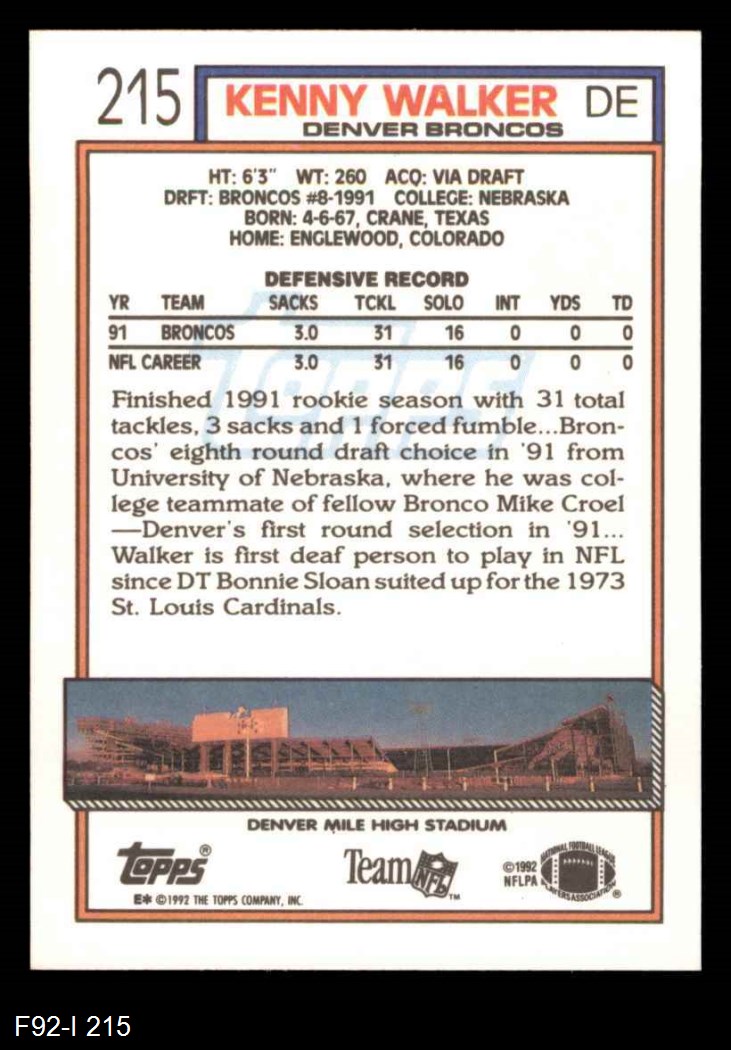 215
KENNY WALKER DE
DENVER BRONCOS
HT: 6'3" WT: 260 ACQ: VIA DRAFT
DRFT: BRONCOS #8-1991 COLLEGE: NEBRASKA
BORN: 4-6-67, CRANE, TEXAS
HOME: ENGLEWOOD, COLORADO
DEFENSIVE RECORD
YR TEAM SACKS TCKL SOLO INT YDS TD
91 BRONCOS 3.0 31 16 0 0 0
NFL CAREER 3.0 31 16 0 0 0
Topps
Finished 1991 rookie season with 31 total
tackles, 3 sacks and 1 forced fumble...Bron-
cos' eighth round draft choice in '91 from
University of Nebraska, where he was col-
lege teammate of fellow Bronco Mike Croel
—Denver's first round selection in '91...
Walker is first deaf person to play in NFL
since DT Bonnie Sloan suited up for the 1973
St. Louis Cardinals.
DENVER MILE HIGH STADIUM
Topps®
E* ©1992 THE TOPPS COMPANY, INC.
Team NFL™
©1992
NFLPA
NATIONAL FOOTBALL LEAGUE
PLAYERS ASSOCIATION ®
F92-I 215